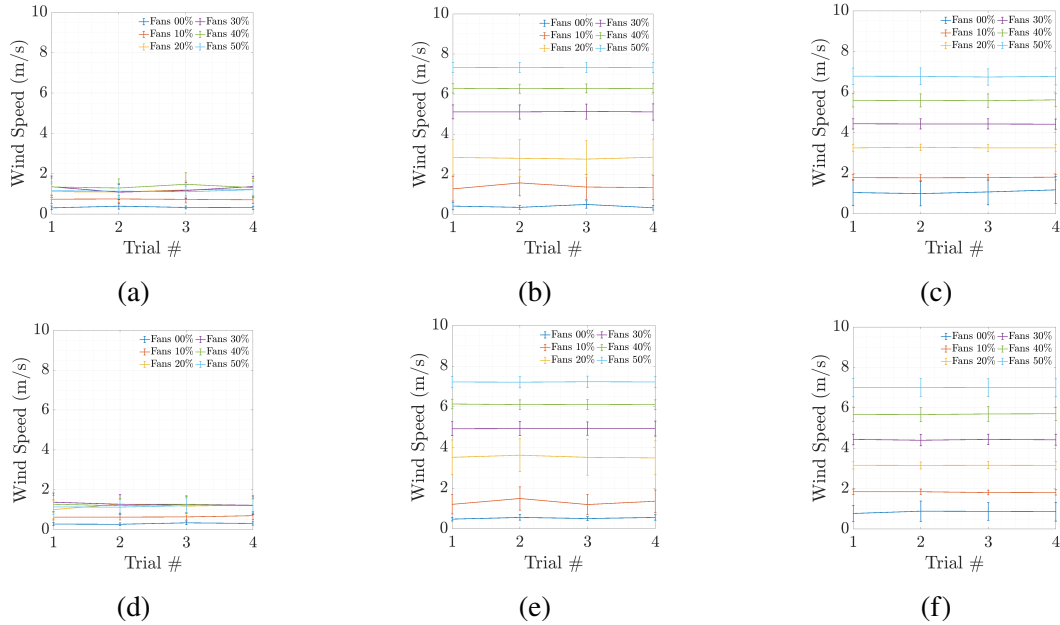 10
8
6
4
2
0
Wind Speed (m/s)
Fans 00% Fans 30%
Fans 10% Fans 40%
Fans 20% Fans 50%
1 2 3 4
Trial #
(a)
10
8
6
4
2
0
Wind Speed (m/s)
Fans 00% Fans 30%
Fans 10% Fans 40%
Fans 20% Fans 50%
1 2 3 4
Trial #
(b)
10
8
6
4
2
0
Wind Speed (m/s)
Fans 00% Fans 30%
Fans 10% Fans 40%
Fans 20% Fans 50%
1 2 3 4
Trial #
(c)
10
8
6
4
2
0
Wind Speed (m/s)
Fans 00% Fans 30%
Fans 10% Fans 40%
Fans 20% Fans 50%
1 2 3 4
Trial #
(d)
10
8
6
4
2
0
Wind Speed (m/s)
Fans 00% Fans 30%
Fans 10% Fans 40%
Fans 20% Fans 50%
1 2 3 4
Trial #
(e)
10
8
6
4
2
0
Wind Speed (m/s)
Fans 00% Fans 30%
Fans 10% Fans 40%
Fans 20% Fans 50%
1 2 3 4
Trial #
(f)